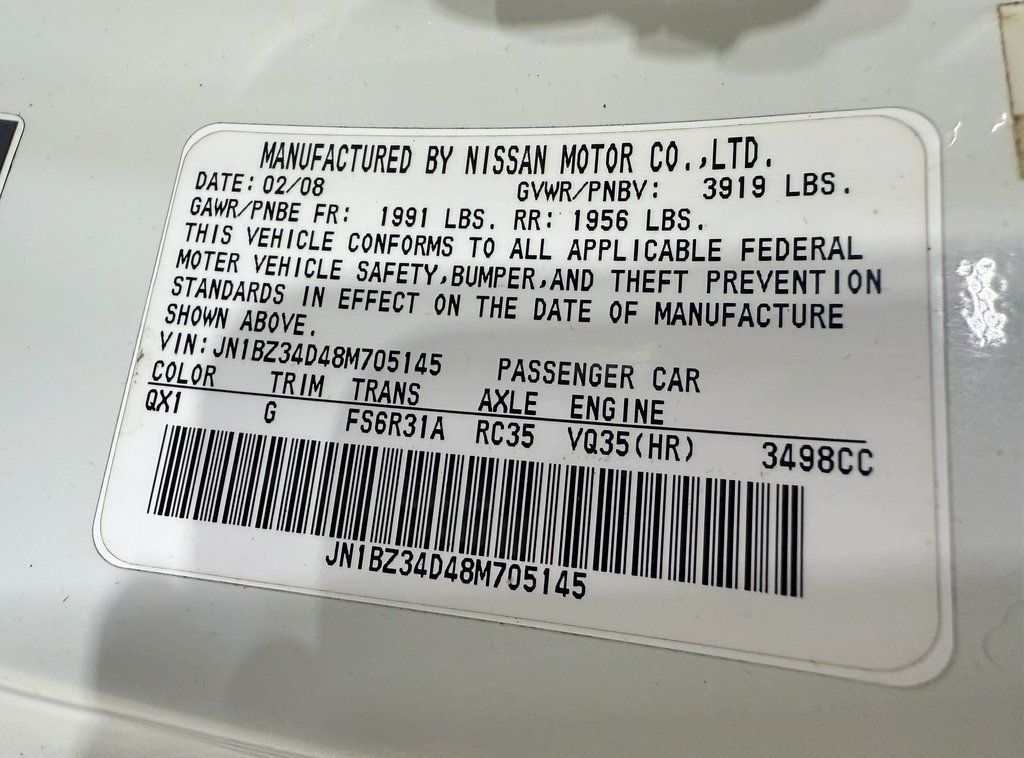 MANUFACTURED BY NISSAN MOTOR CO.,LTD.
DATE: 02/08 GVWR/PNBV: 3919 LBS.
GAWR/PNBE FR: 1991 LBS. RR: 1956 LBS.
THIS VEHICLE CONFORMS TO ALL APPLICABLE FEDERAL
MOTER VEHICLE SAFETY,BUMPER,AND THEFT PREVENTION
STANDARDS IN EFFECT ON THE DATE OF MANUFACTURE
SHOWN ABOVE.
VIN: JN1BZ34D48M705145 PASSENGER CAR
COLOR TRIM TRANS AXLE ENGINE
QX1 G FS6R31A RC35 VQ35(HR) 3498CC
JN1BZ34D48M705145